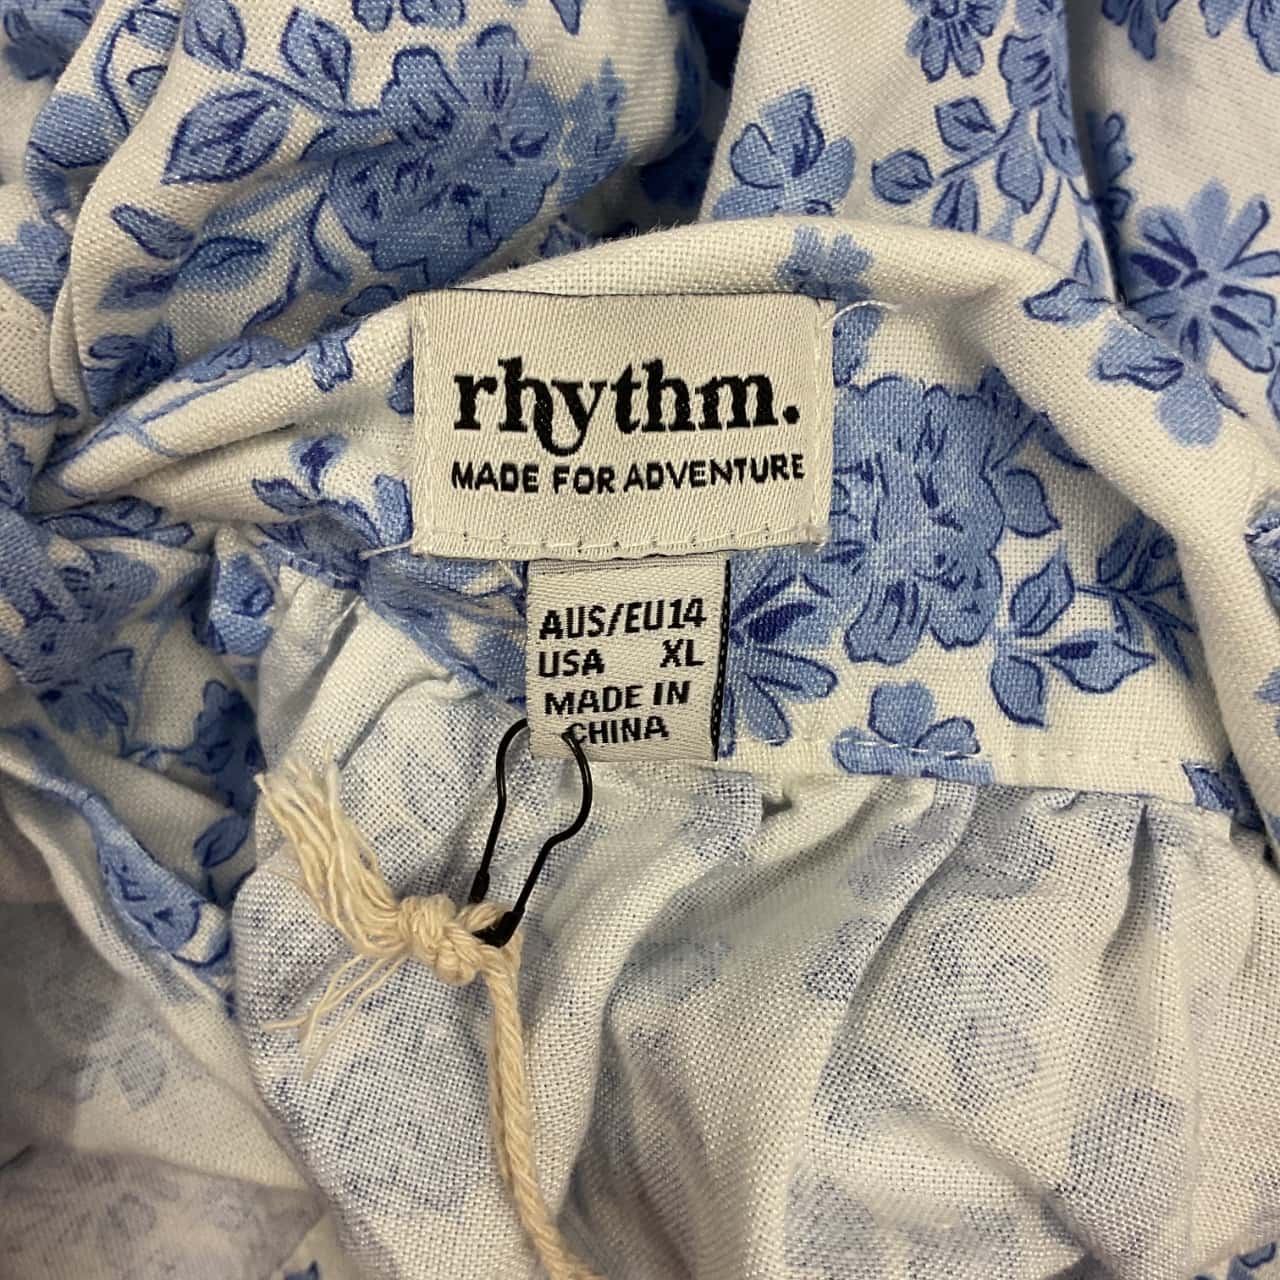 rhythm.
MADE FOR ADVENTURE
AUS/EU14
USA XL
MADE IN
CHINA